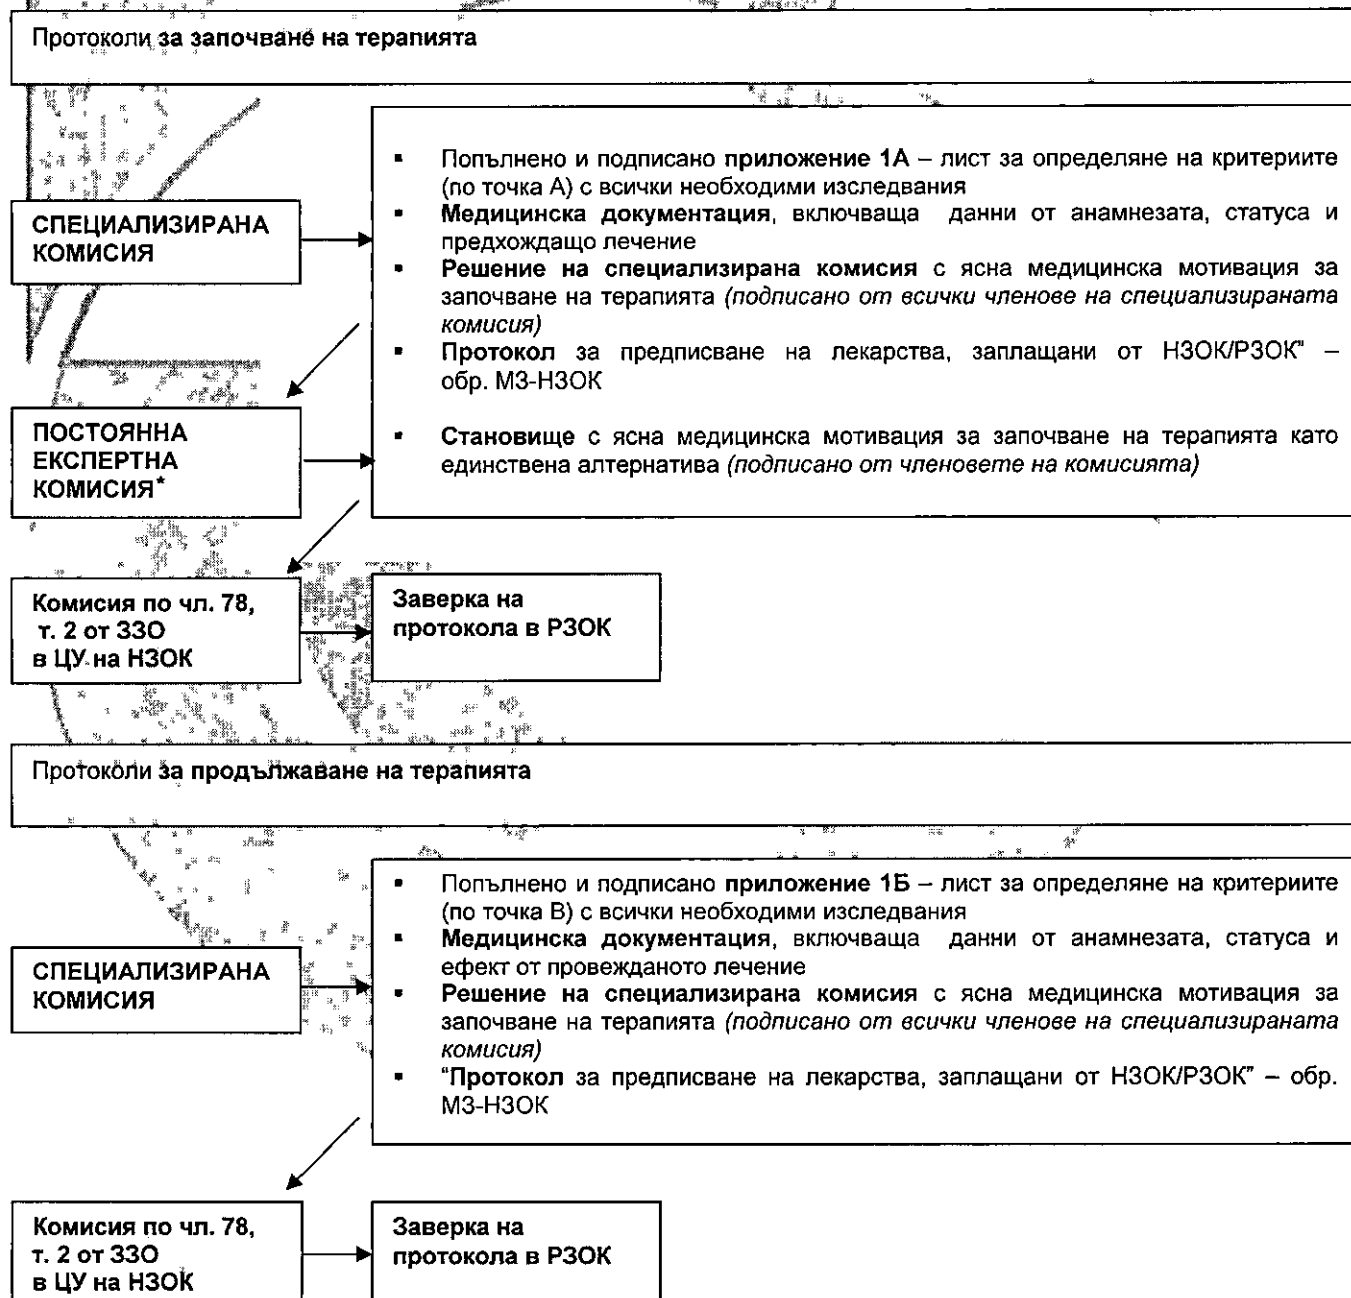 Протоколи за започване на терапията
СПЕЦИАЛИЗИРАНА
КОМИСИЯ
▪ Попълнено и подписано приложение 1А – лист за определяне на критериите
(по точка А) с всички необходими изследвания
▪ Медицинска документация, включваща данни от анамнезата, статуса и
предхождащо лечение
▪ Решение на специализирана комисия с ясна медицинска мотивация за
започване на терапията (подписано от всички членове на специализираната
комисия)
▪ Протокол за предписване на лекарства, заплащани от НЗОК/РЗОК" –
обр. МЗ-НЗОК
ПОСТОЯННА
ЕКСПЕРТНА
КОМИСИЯ*
▪ Становище с ясна медицинска мотивация за започване на терапията като
единствена алтернатива (подписано от членовете на комисията)
Комисия по чл. 78,
т. 2 от ЗЗО
в ЦУ на НЗОК
Заверка на
протокола в РЗОК
Протоколи за продължаване на терапията
СПЕЦИАЛИЗИРАНА
КОМИСИЯ
▪ Попълнено и подписано приложение 1Б – лист за определяне на критериите
(по точка В) с всички необходими изследвания
▪ Медицинска документация, включваща данни от анамнезата, статуса и
ефект от провежданото лечение
▪ Решение на специализирана комисия с ясна медицинска мотивация за
започване на терапията (подписано от всички членове на специализираната
комисия)
▪ "Протокол за предписване на лекарства, заплащани от НЗОК/РЗОК" – обр.
МЗ-НЗОК
Комисия по чл. 78,
т. 2 от ЗЗО
в ЦУ на НЗОК
Заверка на
протокола в РЗОК